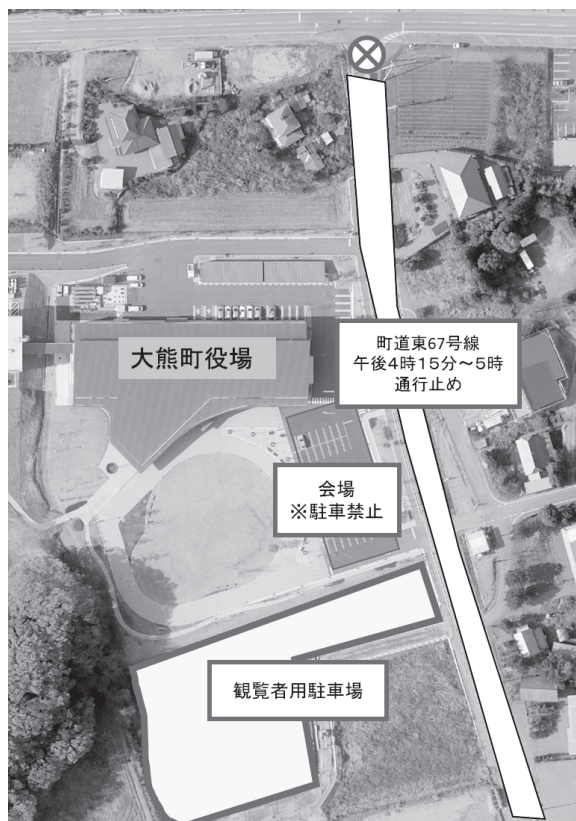 大熊町役場
町道東67号線
午後4時15分～5時
通行止め
会場
※駐車禁止
観覧者用駐車場